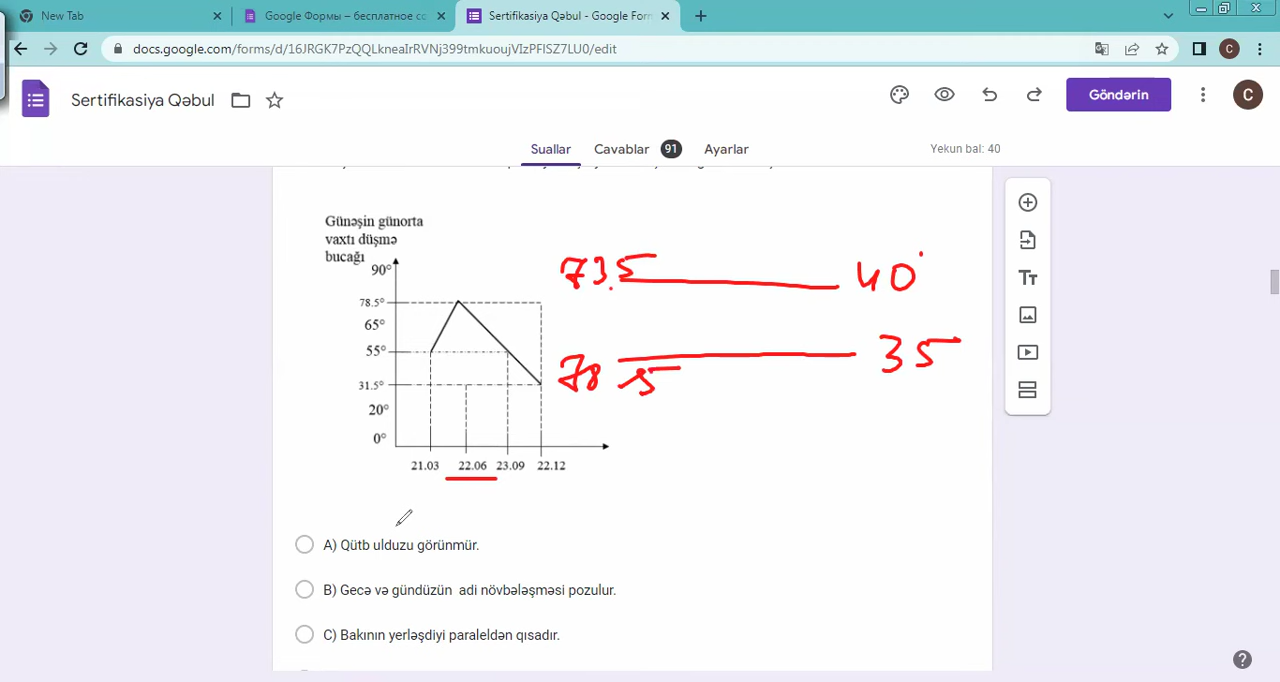 New Tab
Google Формы – бесплатное со
Sertifikasiya Qəbul - Google Form
docs.google.com/forms/d/16JRGK7PzQQLkneaIrRVNj399tmkuoujVIzPFlSZ7LU0/edit
C
Sertifikasiya Qəbul
Göndərin
C
Suallar
Cavablar 91
Ayarlar
Yekun bal: 40
Günəşin günorta
vaxtı düşmə
bucağı
90°
78.5°
65°
55°
31.5°
20°
0°
21.03 22.06 23.09 22.12
73.5 40°
78 5 35
A) Qütb ulduzu görünmür.
B) Gecə və gündüzün adi növbələşməsi pozulur.
C) Bakının yerləşdiyi paraleldən qısadır.